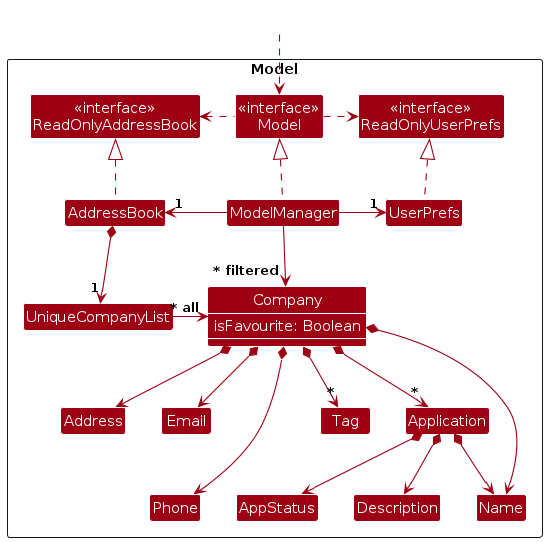 Model
«interface»
ReadOnlyAddressBook
«interface»
Model
«interface»
ReadOnlyUserPrefs
AddressBook
1
ModelManager
1
UserPrefs
* filtered
1
UniqueCompanyList
* all
Company
isFavourite: Boolean
*
*
Address
Email
Tag
Application
Phone
AppStatus
Description
Name